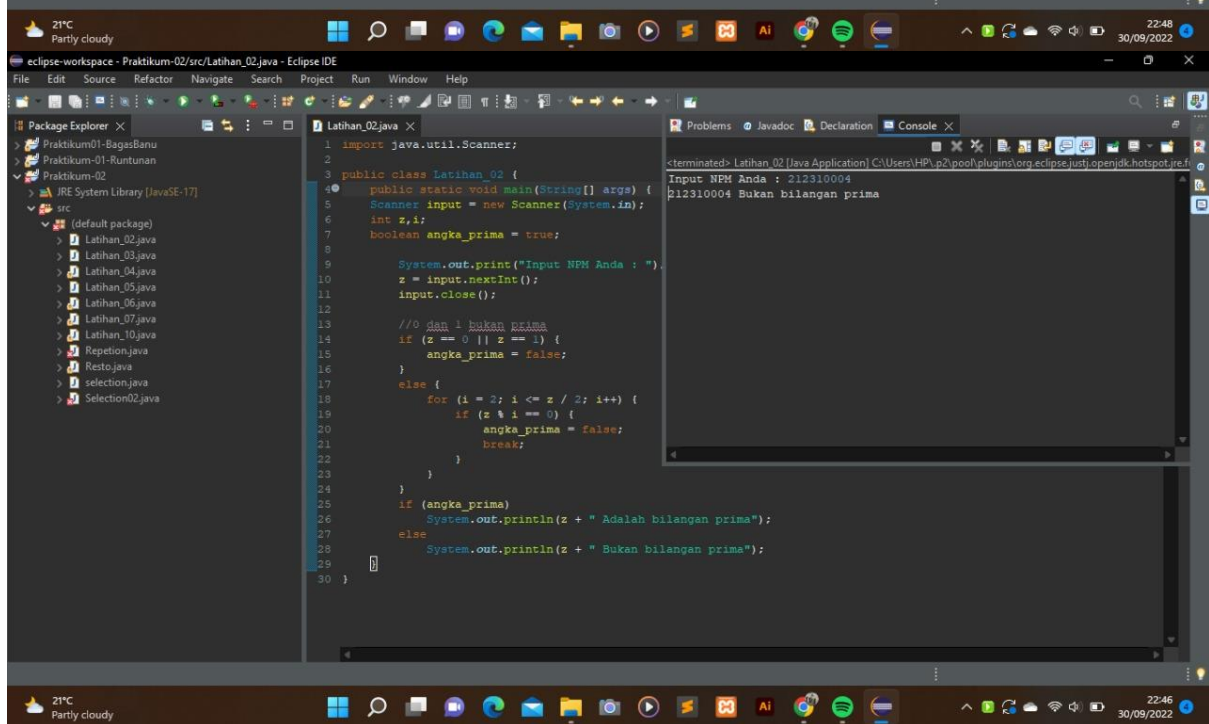 21°C
Partly cloudy
22:48
30/09/2022
eclipse-workspace - Praktikum-02/src/Latihan_02.java - Eclipse IDE
File Edit Source Refactor Navigate Search Project Run Window Help
Package Explorer
Praktikum01-BagasBanu
Praktikum-01-Runtunan
Praktikum-02
JRE System Library [JavaSE-17]
src
(default package)
Latihan_02.java
Latihan_03.java
Latihan_04.java
Latihan_05.java
Latihan_06.java
Latihan_07.java
Latihan_10.java
Repetion.java
Resto.java
selection.java
Selection02.java
Latihan_02.java
1 import java.util.Scanner;
2
3 public class Latihan_02 {
4 public static void main(String[] args) {
5 Scanner input = new Scanner(System.in);
6 int z,i;
7 boolean angka_prima = true;
8
9 System.out.print("Input NPM Anda : ")
10 z = input.nextInt();
11 input.close();
12
13 //0 dan 1 bukan prima
14 if (z == 0 || z == 1) {
15 angka_prima = false;
16 }
17 else {
18 for (i = 2; i <= z / 2; i++) {
19 if (z % i == 0) {
20 angka_prima = false;
21 break;
22 }
23 }
24 }
25 if (angka_prima)
26 System.out.println(z + " Adalah bilangan prima");
27 else
28 System.out.println(z + " Bukan bilangan prima");
29 }
30 }
Problems Javadoc Declaration Console
<terminated> Latihan_02 [Java Application] C:\Users\HP\.p2\pool\plugins\org.eclipse.justj.openjdk.hotspot.jre.f
Input NPM Anda : 212310004
212310004 Bukan bilangan prima
21°C
Partly cloudy
22:46
30/09/2022